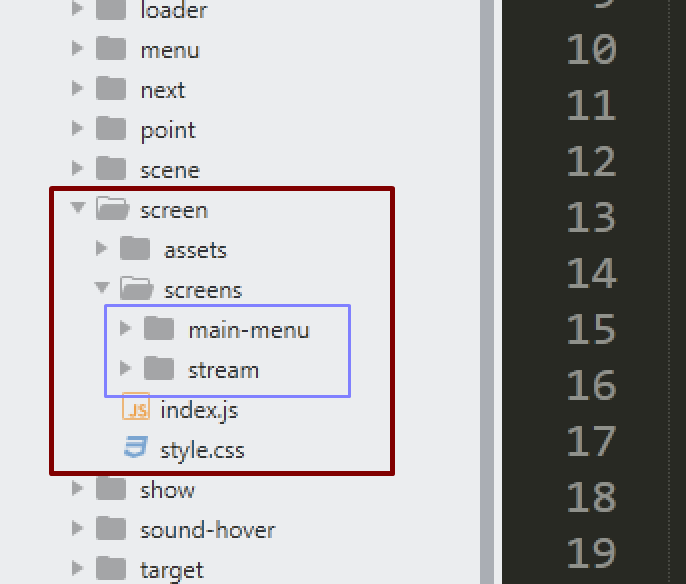 loader
menu
next
point
scene
screen
assets
screens
main-menu
stream
JS index.js
style.css
show
sound-hover
target
9
10
11
12
13
14
15
16
17
18
19